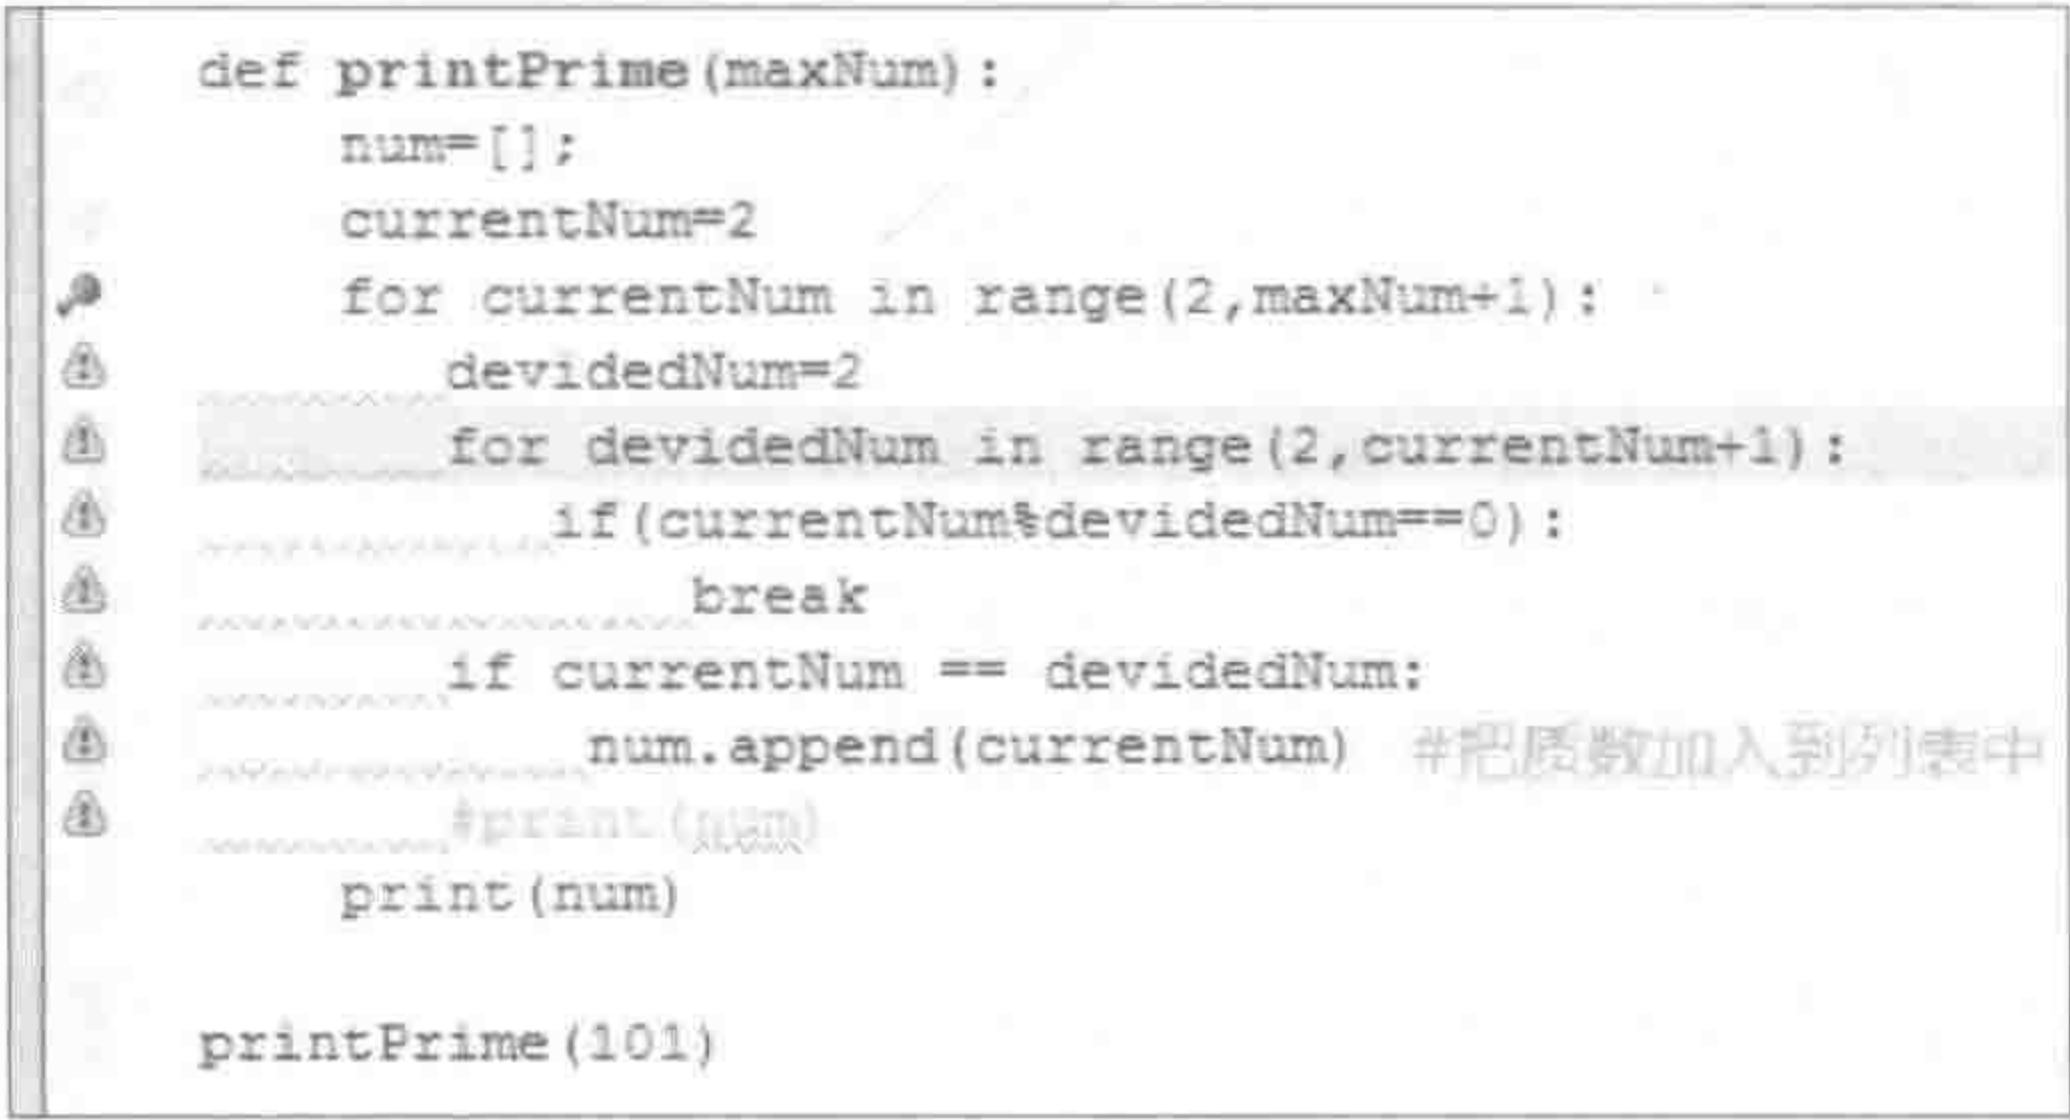 def printPrime(maxNum):
num=[];
currentNum=2
for currentNum in range(2,maxNum+1):
devidedNum=2
for devidedNum in range(2,currentNum+1):
if(currentNum%devidedNum==0):
break
if currentNum == devidedNum:
num.append(currentNum) #把质数加入到列表中
#print(num)
print(num)
printPrime(101)